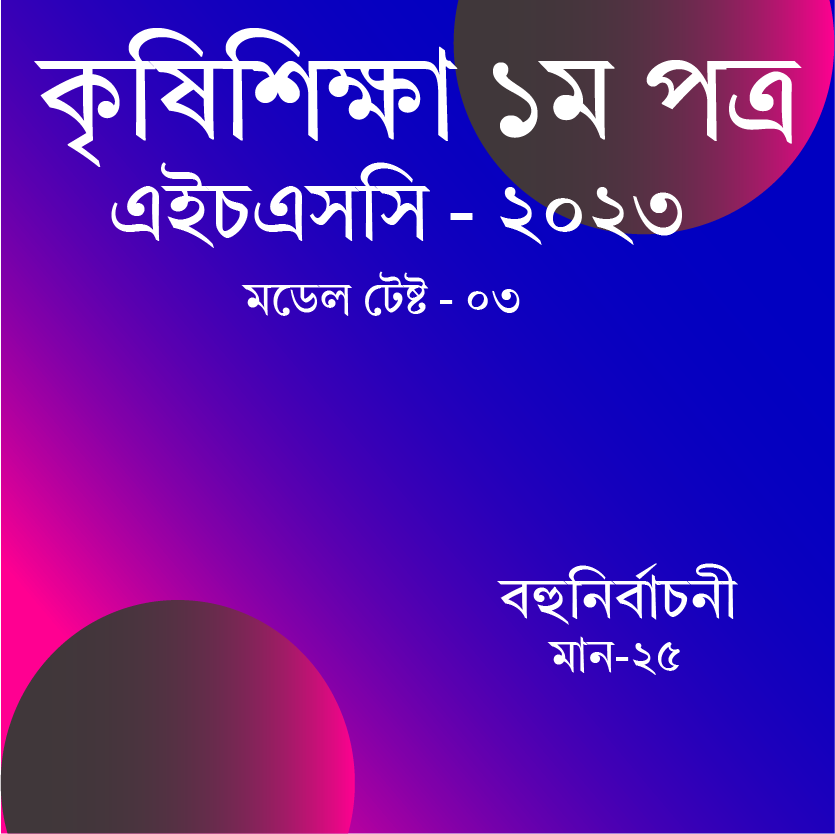 কৃষিশিক্ষা ১ম পত্র
এইচএসসি - ২০২৩
মডেল টেষ্ট - ০৩
বহুনির্বাচনী
মান-২৫